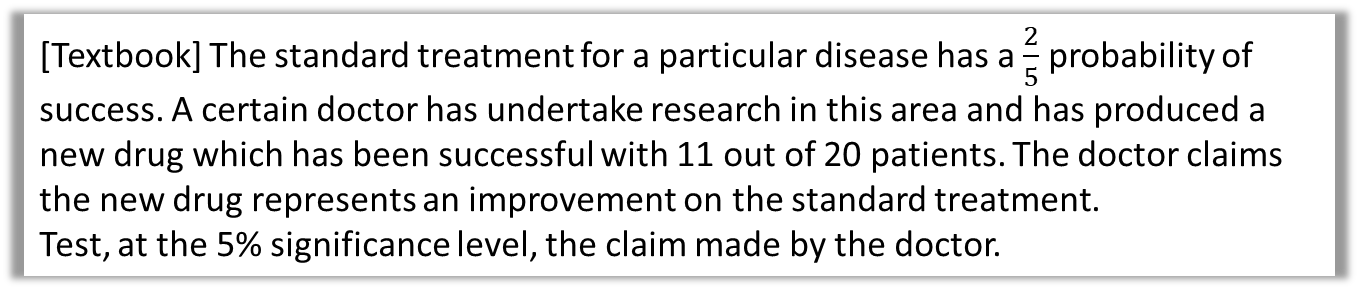 [Textbook] The standard treatment for a particular disease has a 2/5 probability of
success. A certain doctor has undertake research in this area and has produced a
new drug which has been successful with 11 out of 20 patients. The doctor claims
the new drug represents an improvement on the standard treatment.
Test, at the 5% significance level, the claim made by the doctor.